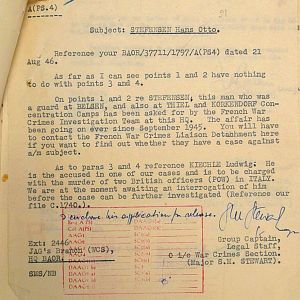 A(PS.4)
Subject: STEFENSEN Hans Otto.
Reference your BAOR/37711/1797/A(PS4) dated 21
Aug 46.
As far as I can see points 1 and 2 have nothing
to do with points 3 and 4.
On points 1 and 2 re STEFENSEN, this man who was
a guard at BELSEN, and also at THIEL and KORKENDORF Con-
centration Camps has been asked for by the French War
Crimes Investigation Team at this HQ. The affair has
been going on ever since September 1945. You will have
to contact the French War Crimes Liaison Detachment here
if you want to find out whether they have a case against
a/m subject.
As to paras 3 and 4 reference KIECHLE Ludwig: He
is the accused in one of our cases and is to be charged
with the murder of two British officers (POW) in ITALY.
We are at the moment awaiting an interrogation of him
before the case can further investigated (Reference our
file C.1740.).
I enclose his application for release.
Group Captain,
Legal Staff,
O i/c War Crimes Section.
(Major S.M. STEWART).
Ext: 2446
JAG's Branch (WCS),
HQ BAOR.
SMS/NB